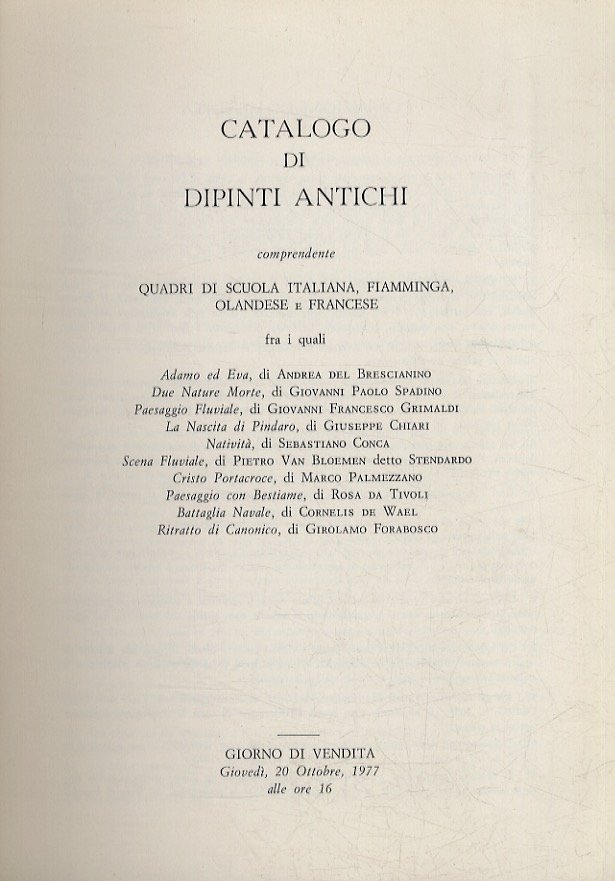 CATALOGO
DI
DIPINTI ANTICHI
comprendente
QUADRI DI SCUOLA ITALIANA, FIAMMINGA,
OLANDESE E FRANCESE
fra i quali
Adamo ed Eva, di ANDREA DEL BRESCIANINO
Due Nature Morte, di GIOVANNI PAOLO SPADINO
Paesaggio Fluviale, di GIOVANNI FRANCESCO GRIMALDI
La Nascita di Pindaro, di GIUSEPPE CHIARI
Natività, di SEBASTIANO CONCA
Scena Fluviale, di PIETRO VAN BLOEMEN detto STENDARDO
Cristo Portacroce, di MARCO PALMEZZANO
Paesaggio con Bestiame, di ROSA DA TIVOLI
Battaglia Navale, di CORNELIS DE WAEL
Ritratto di Canonico, di GIROLAMO FORABOSCO
GIORNO DI VENDITA
Giovedì, 20 Ottobre, 1977
alle ore 16